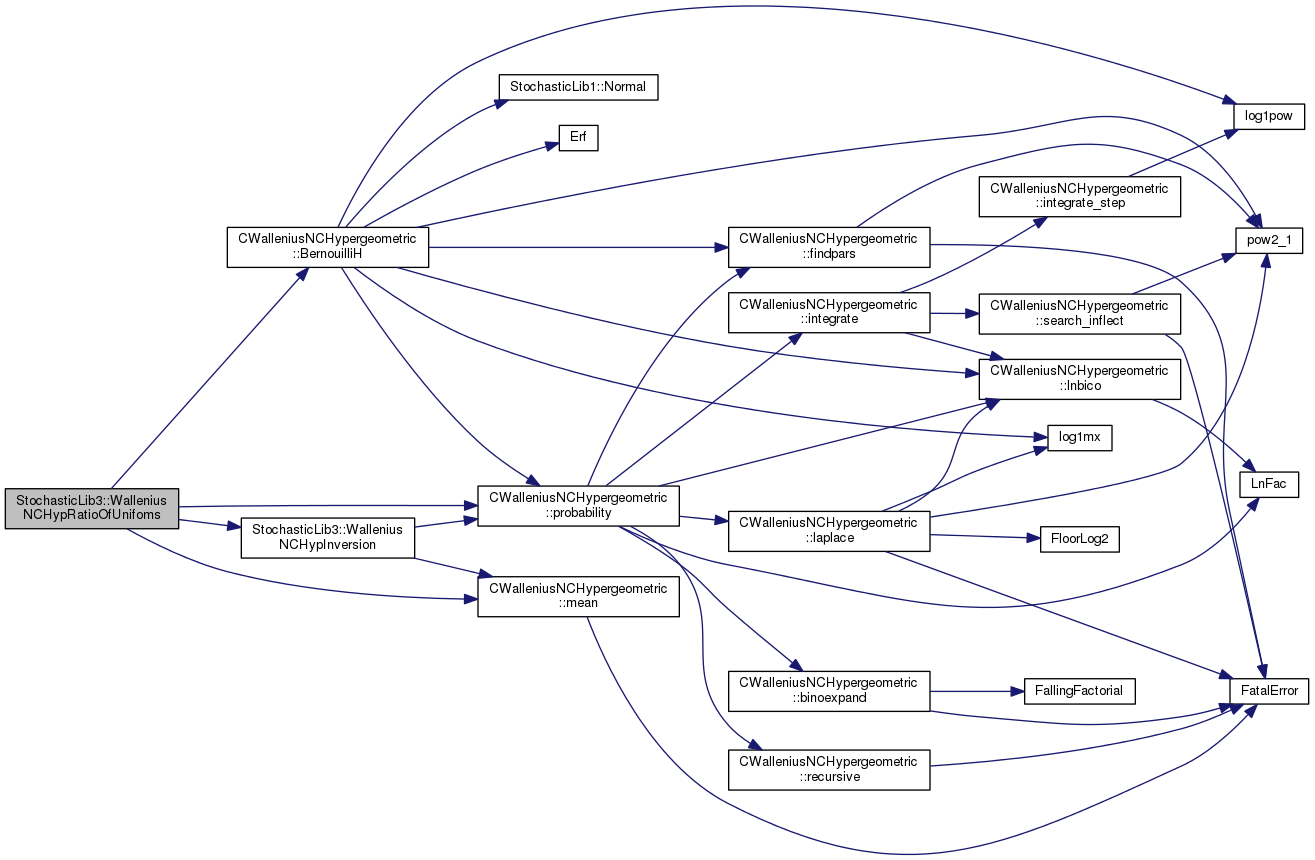 StochasticLib3::Wallenius
NCHypRatioOfUnifoms
CWalleniusNCHypergeometric
::BernouilliH
StochasticLib3::Wallenius
NCHypInversion
StochasticLib1::Normal
Erf
CWalleniusNCHypergeometric
::probability
CWalleniusNCHypergeometric
::mean
CWalleniusNCHypergeometric
::findpars
CWalleniusNCHypergeometric
::integrate
CWalleniusNCHypergeometric
::laplace
CWalleniusNCHypergeometric
::binoexpand
CWalleniusNCHypergeometric
::recursive
CWalleniusNCHypergeometric
::integrate_step
CWalleniusNCHypergeometric
::search_inflect
CWalleniusNCHypergeometric
::lnbico
log1mx
FloorLog2
FallingFactorial
log1pow
pow2_1
LnFac
FatalError